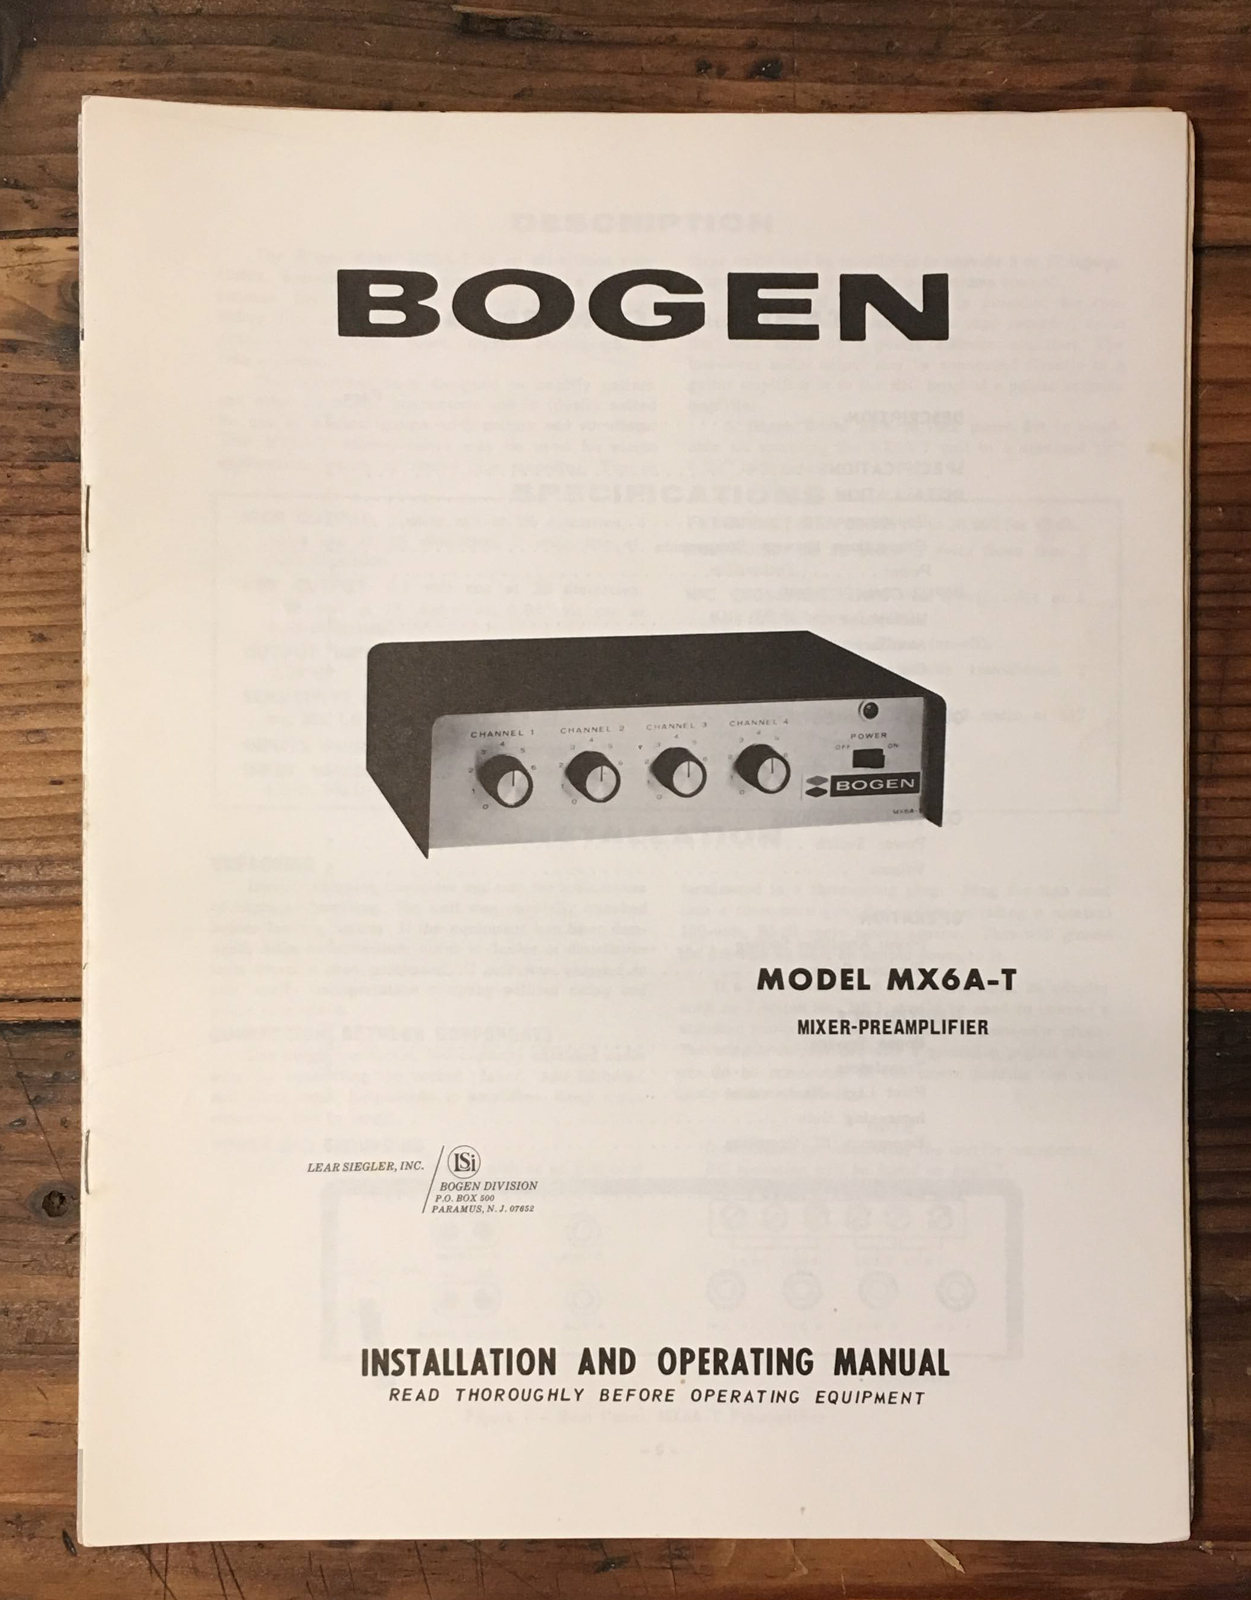 BOGEN
CHANNEL 1 CHANNEL 2 CHANNEL 3 CHANNEL 4
POWER
OFF ON
BOGEN
MODEL MX6A-T
MIXER-PREAMPLIFIER
LEAR SIEGLER, INC. LSi
BOGEN DIVISION
P.O. BOX 500
PARAMUS, N. J. 07652
INSTALLATION AND OPERATING MANUAL
READ THOROUGHLY BEFORE OPERATING EQUIPMENT